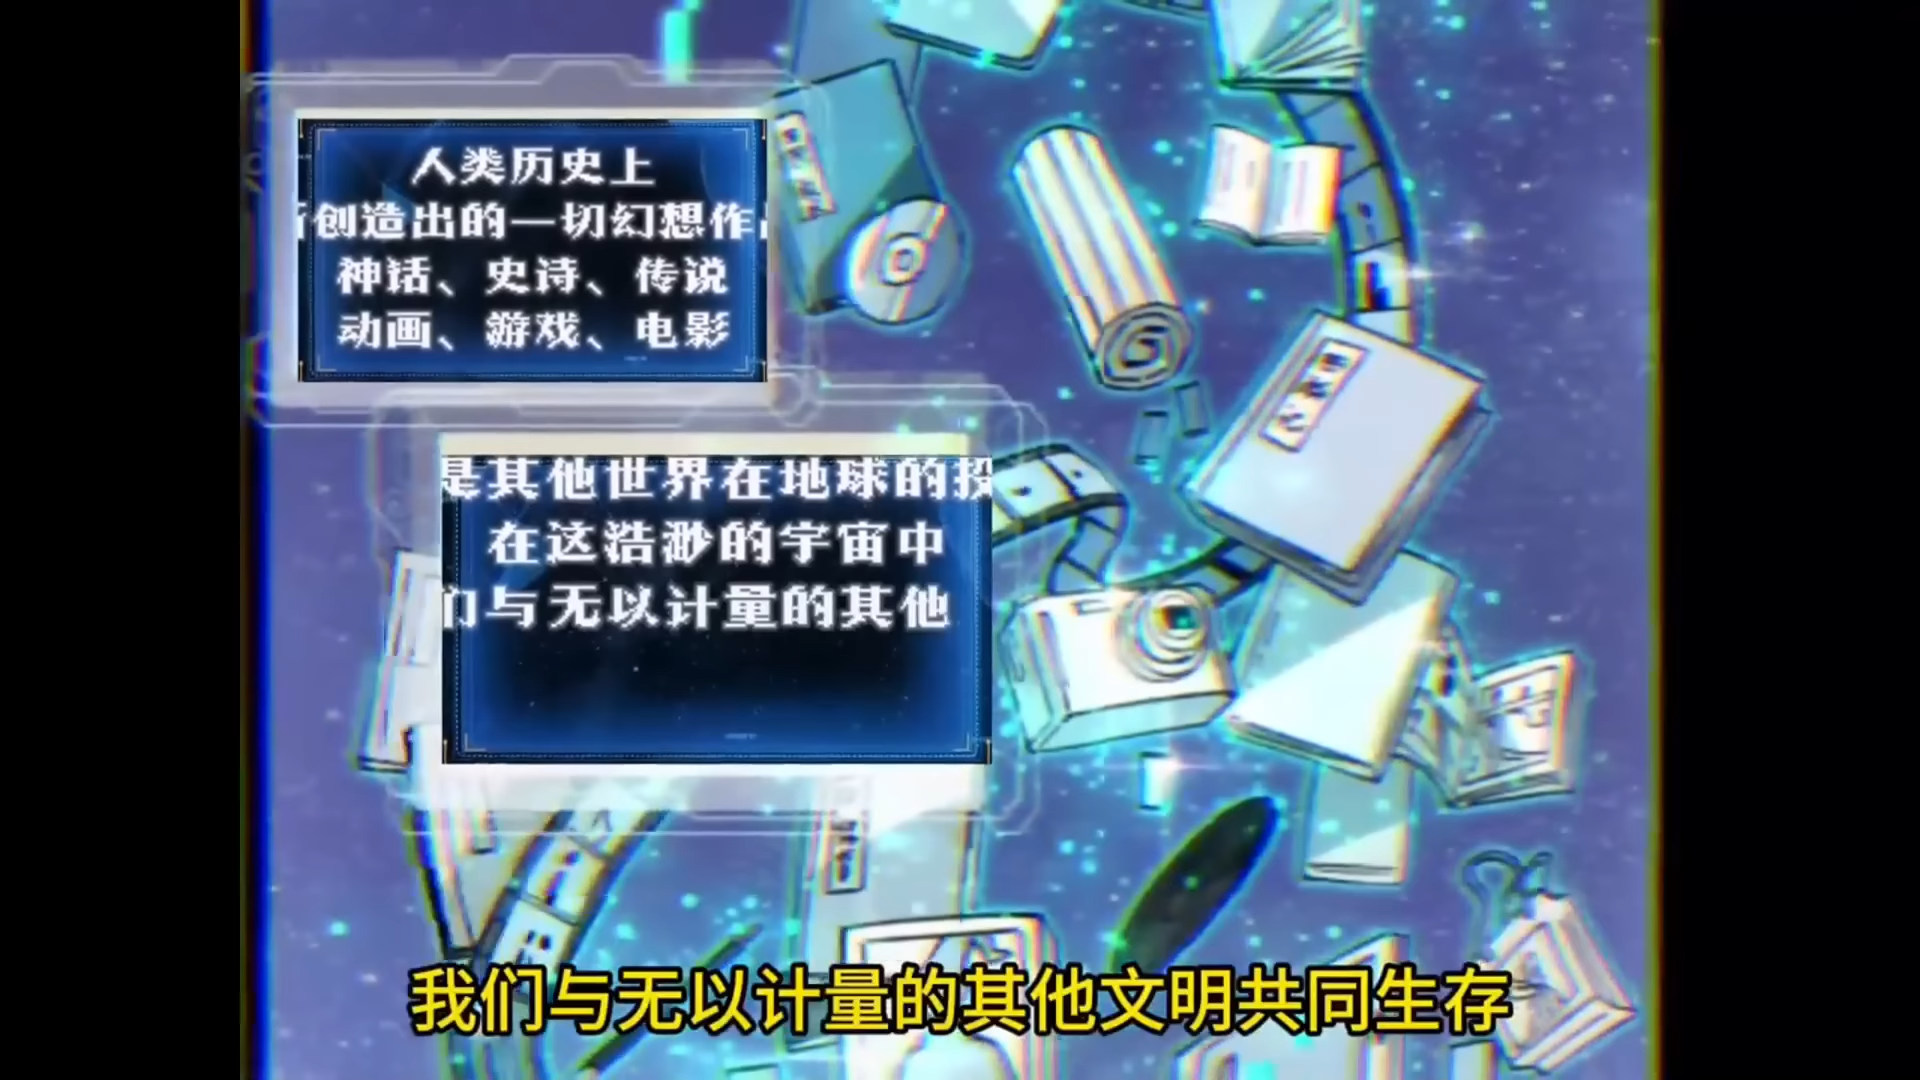 人类历史上
创造出的一切幻想作
神话、史诗、传说
动画、游戏、电影
是其他世界在地球的投
在这浩渺的宇宙中
们与无以计量的其他
我们与无以计量的其他文明共同生存